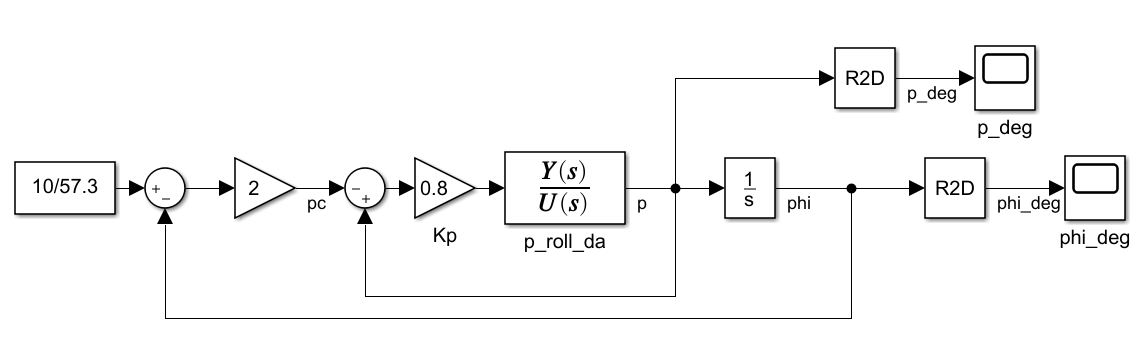 R2D
p_deg
p_deg
10/57.3
+
−
2
pc
−
+
0.8
Kp
Y(s)
U(s)
p_roll_da
p
1
s
phi
R2D
phi_deg
phi_deg